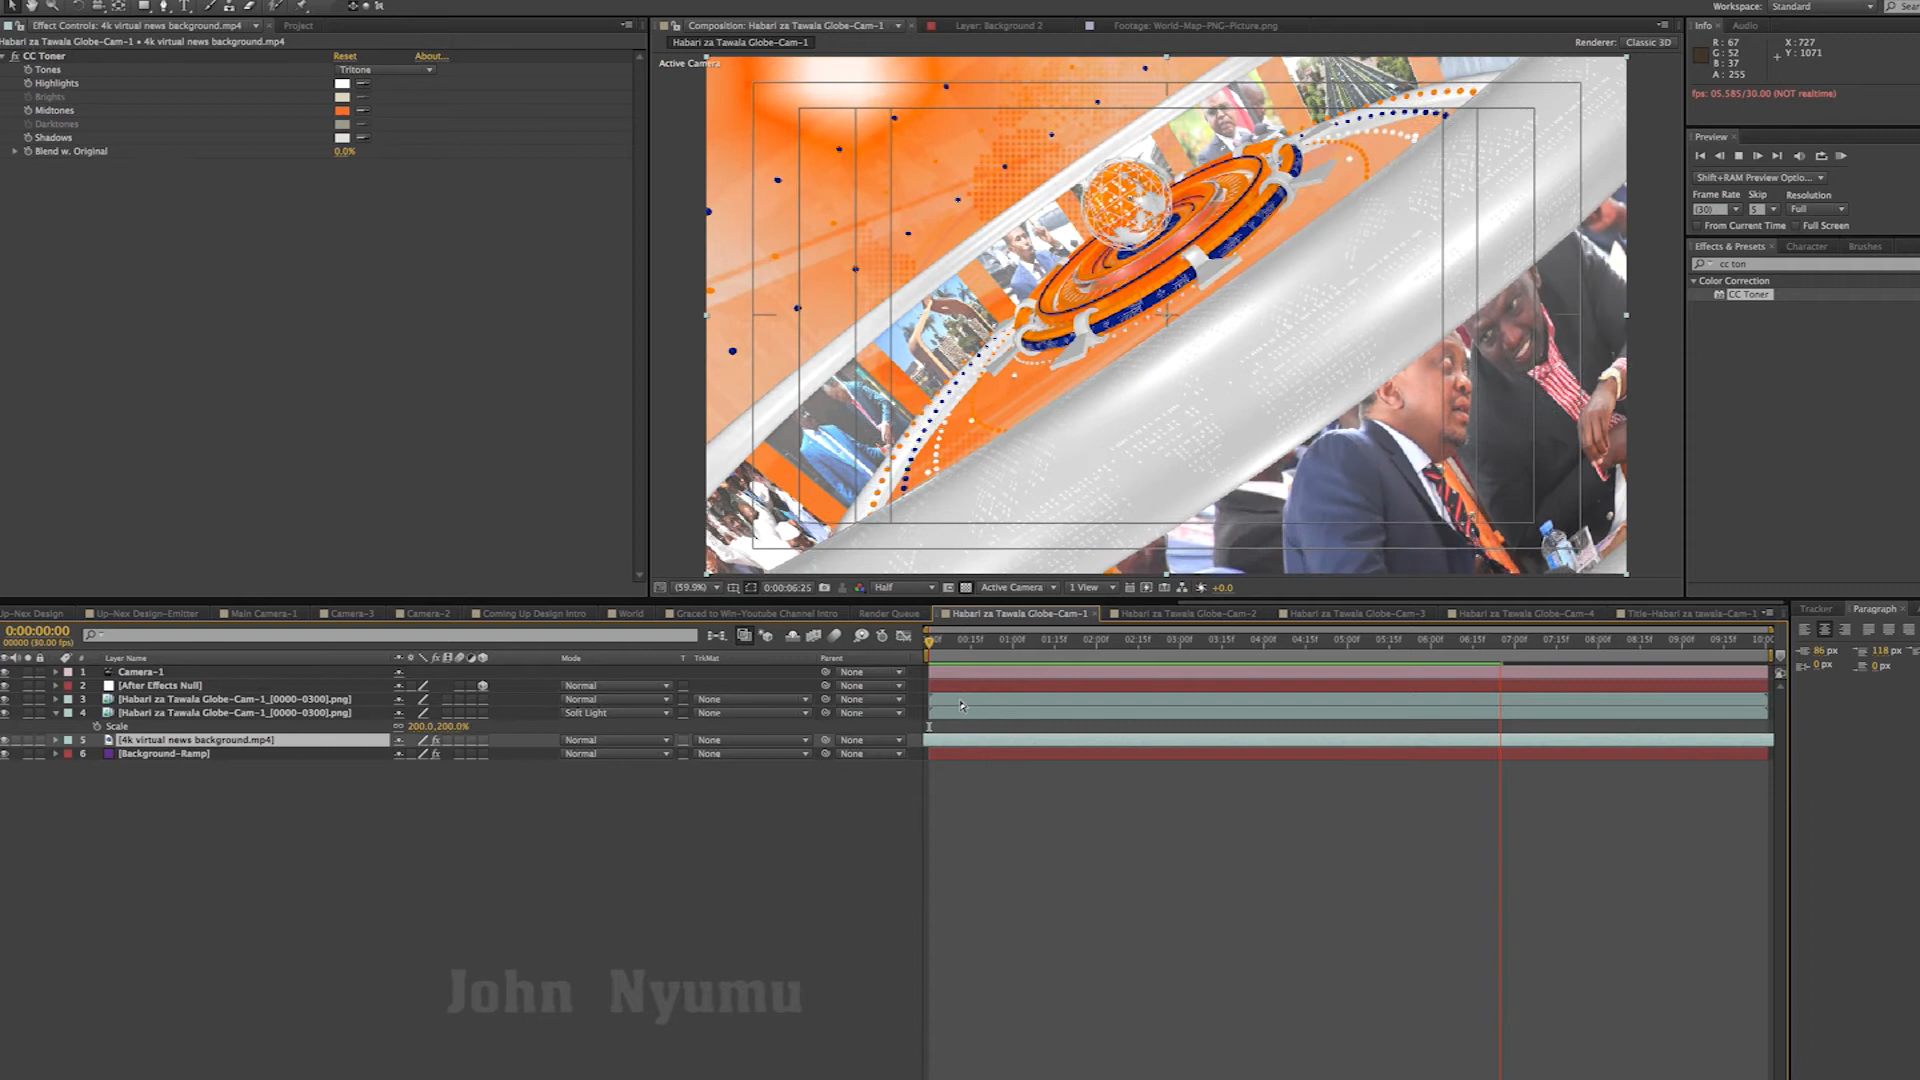 Workspace: Standard
Effect Controls: 4k virtual news background.mp4
Project
Habari za Tawala Globe-Cam-1 • 4k virtual news background.mp4
fx CC Toner Reset About...
Tones Tritone
Highlights
Brights
Midtones
Darktones
Shadows
Blend w. Original 0.0%
Composition: Habari za Tawala Globe-Cam-1
Layer: Background 2
Footage: World-Map-PNG-Picture.png
Habari za Tawala Globe-Cam-1
Renderer: Classic 3D
Active Camera
(59.9%) 0:00:06:25 Half Active Camera 1 View +0.0
Info Audio
R: 67 X: 727
G: 52 Y: 1071
B: 37
A: 255
fps: 05.585/30.00 (NOT realtime)
Preview
Shift+RAM Preview Optio...
Frame Rate Skip Resolution
(30) 5 Full
From Current Time Full Screen
Effects & Presets Character Brushes
cc ton
Color Correction
CC Toner
Up-Nex Design Up-Nex Design-Emitter Main Camera-1 Camera-3 Camera-2 Coming Up Design Intro World Graced to Win-Youtube Channel Intro Render Queue Habari za Tawala Globe-Cam-1 Habari za Tawala Globe-Cam-2 Habari za Tawala Globe-Cam-3 Habari za Tawala Globe-Cam-4 Title-Habari za tawala-Cam-1
Tracker Paragraph
0:00:00:00
00000 (30.00 fps)
00:15f 01:00f 01:15f 02:00f 02:15f 03:00f 03:15f 04:00f 04:15f 05:00f 05:15f 06:00f 06:15f 07:00f 07:15f 08:00f 08:15f 09:00f 09:15f 10:00
86 px 118 px
0 px 0 px
# Layer Name Mode T TrkMat Parent
1 Camera-1 None
2 [After Effects Null] Normal None
3 [Habari za Tawala Globe-Cam-1_[0000-0300].png] Normal None None
4 [Habari za Tawala Globe-Cam-1_[0000-0300].png] Soft Light None None
Scale 200.0,200.0%
5 [4k virtual news background.mp4] Normal None None
6 [Background-Ramp] Normal None None
John Nyumu